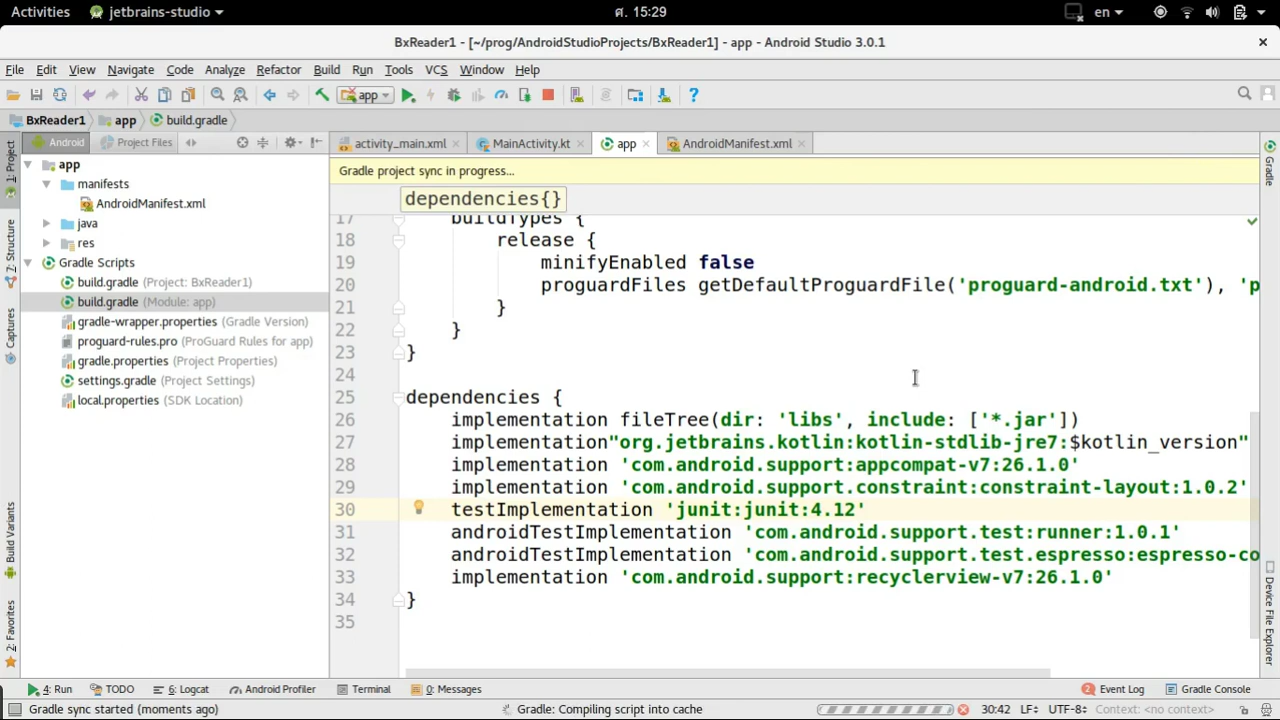 Activities jetbrains-studio ศ. 15:29 en
BxReader1 - [~/prog/AndroidStudioProjects/BxReader1] - app - Android Studio 3.0.1
File Edit View Navigate Code Analyze Refactor Build Run Tools VCS Window Help
app
BxReader1 app build.gradle
Android Project Files
activity_main.xml MainActivity.kt app AndroidManifest.xml
1: Project
7: Structure
Captures
Build Variants
2: Favorites
app
manifests
AndroidManifest.xml
java
res
Gradle Scripts
build.gradle (Project: BxReader1)
build.gradle (Module: app)
gradle-wrapper.properties (Gradle Version)
proguard-rules.pro (ProGuard Rules for app)
gradle.properties (Project Properties)
settings.gradle (Project Settings)
local.properties (SDK Location)
Gradle project sync in progress...
dependencies{}
17 buildTypes {
18 release {
19 minifyEnabled false
20 proguardFiles getDefaultProguardFile('proguard-android.txt'), 'p
21 }
22 }
23 }
24
25 dependencies {
26 implementation fileTree(dir: 'libs', include: ['*.jar'])
27 implementation"org.jetbrains.kotlin:kotlin-stdlib-jre7:$kotlin_version"
28 implementation 'com.android.support:appcompat-v7:26.1.0'
29 implementation 'com.android.support.constraint:constraint-layout:1.0.2'
30 testImplementation 'junit:junit:4.12'
31 androidTestImplementation 'com.android.support.test:runner:1.0.1'
32 androidTestImplementation 'com.android.support.test.espresso:espresso-co
33 implementation 'com.android.support:recyclerview-v7:26.1.0'
34 }
35
Gradle
Device File Explorer
4: Run TODO 6: Logcat Android Profiler Terminal 0: Messages 2 Event Log Gradle Console
Gradle sync started (moments ago) Gradle: Compiling script into cache 30:42 LF÷ UTF-8÷ Context: <no context>